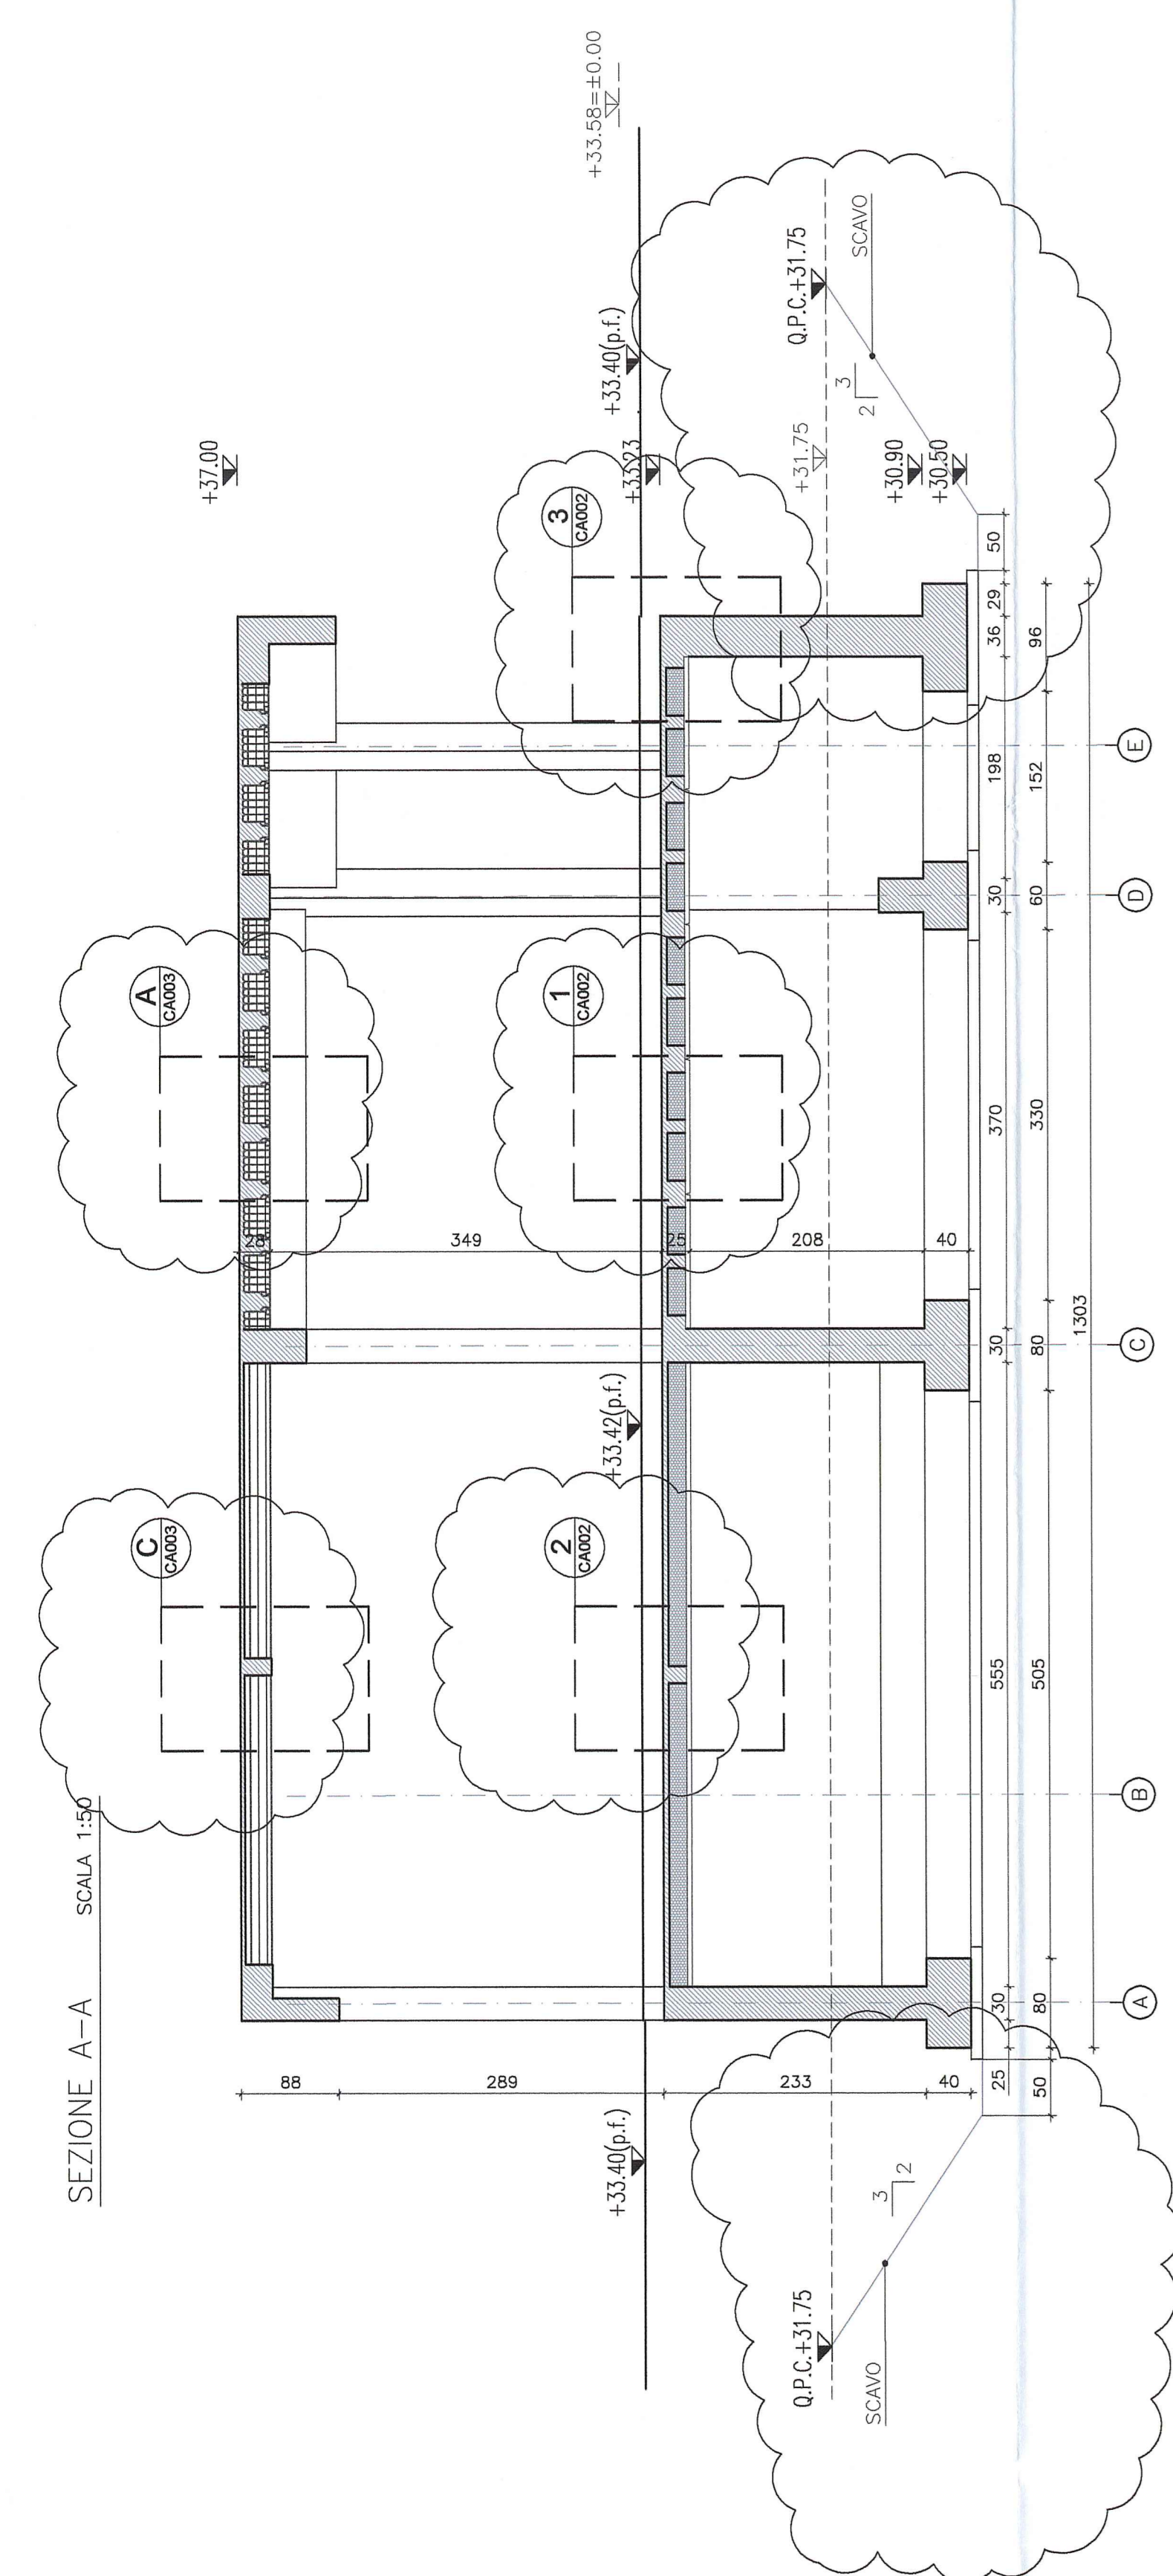 SEZIONE A-A SCALA 1:50
+37.00
+33.58=±0.00
C
CA003
A
CA003
2
CA002
1
CA002
3
CA002
+33.40(p.f.)
+33.42(p.f.)
+33.23
+33.40(p.f.)
88
289
233
40
28
349
25
208
40
Q.P.C.+31.75
+31.75
Q.P.C.+31.75
SCAVO
3
2
SCAVO
3
2
+30.90
+30.50
25
30
555
30
370
30
198
36
29
50
50
80
505
80
330
60
152
96
1303
A
B
C
D
E